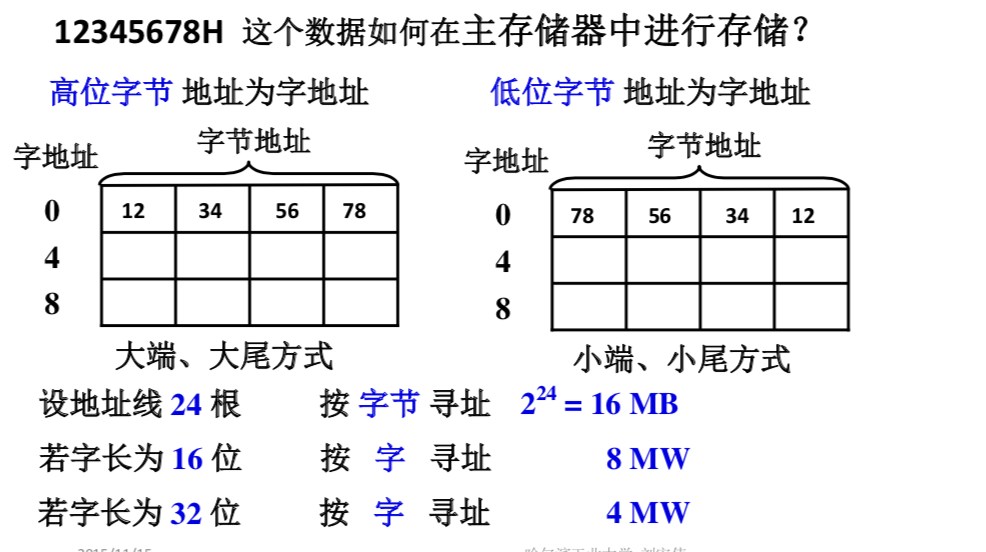 12345678H 这个数据如何在主存储器中进行存储?
高位字节 地址为字地址
低位字节 地址为字地址
字地址
字节地址
0 12 34 56 78
4
8
大端、大尾方式
字地址
字节地址
0 78 56 34 12
4
8
小端、小尾方式
设地址线 24 根 按 字节 寻址 2^24 = 16 MB
若字长为 16 位 按 字 寻址 8 MW
若字长为 32 位 按 字 寻址 4 MW